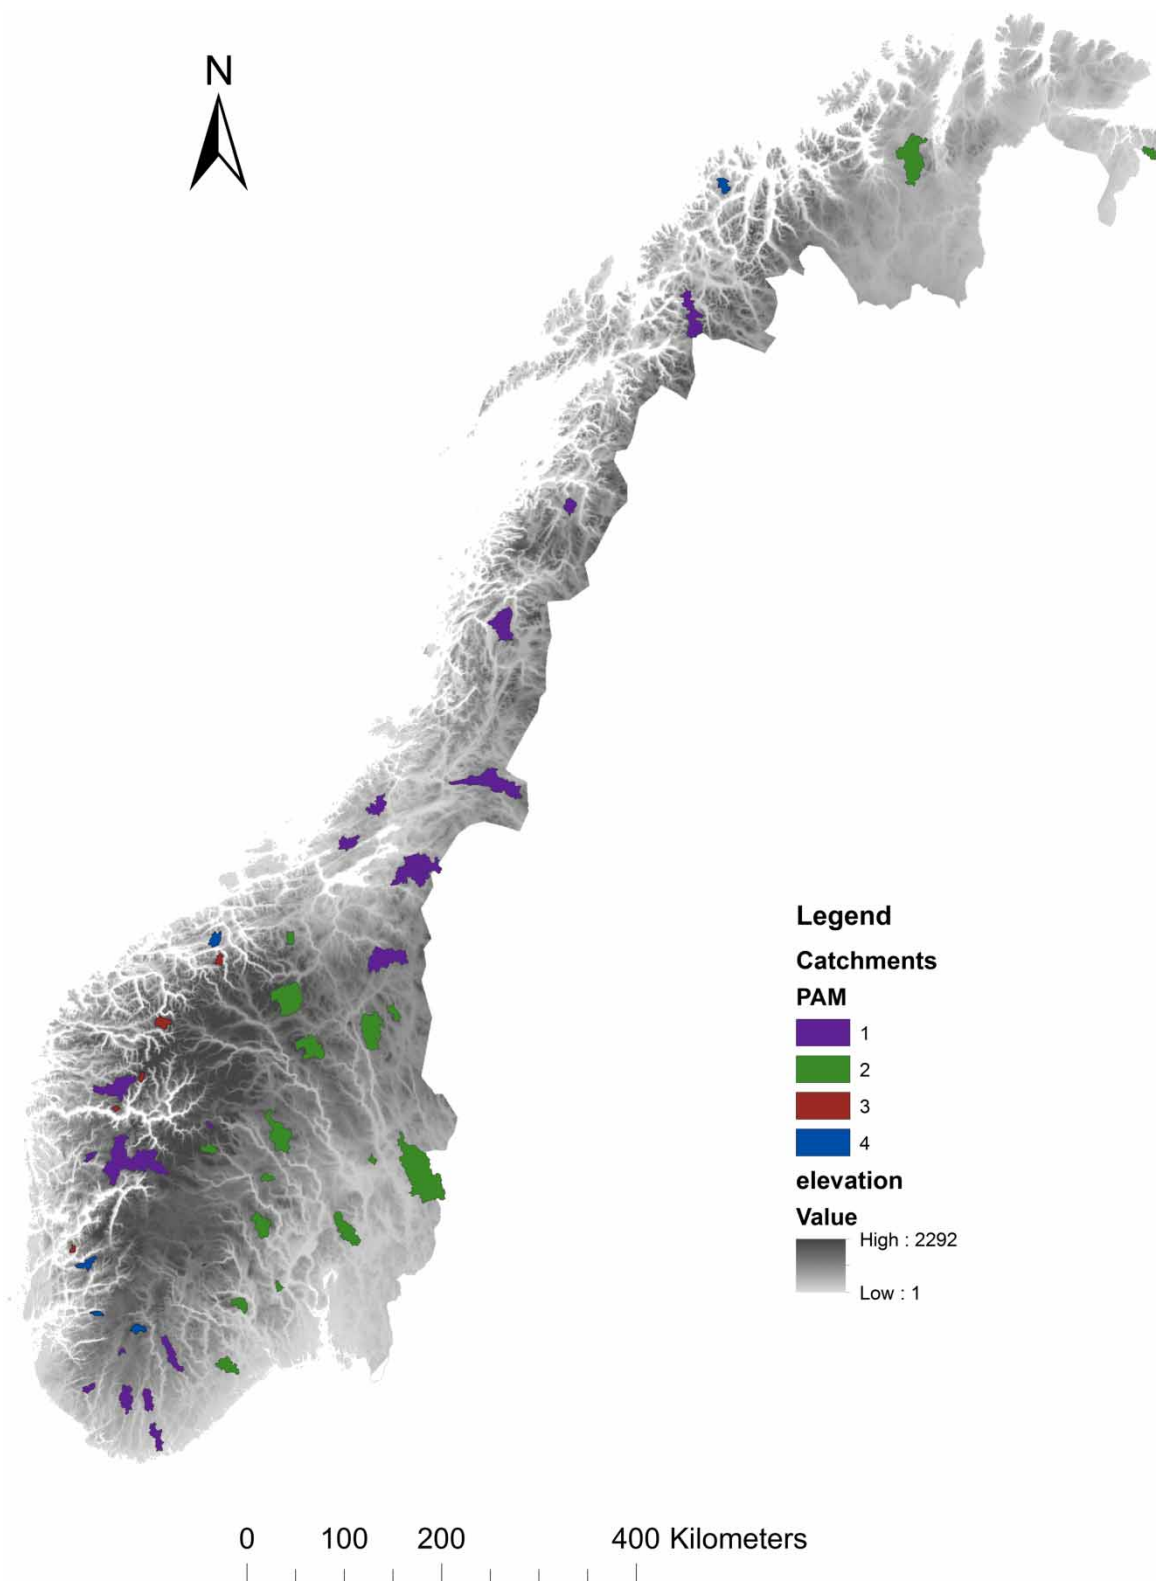 N
Legend
Catchments
PAM
1
2
3
4
elevation
Value
High : 2292
Low : 1
0 100 200 400 Kilometers